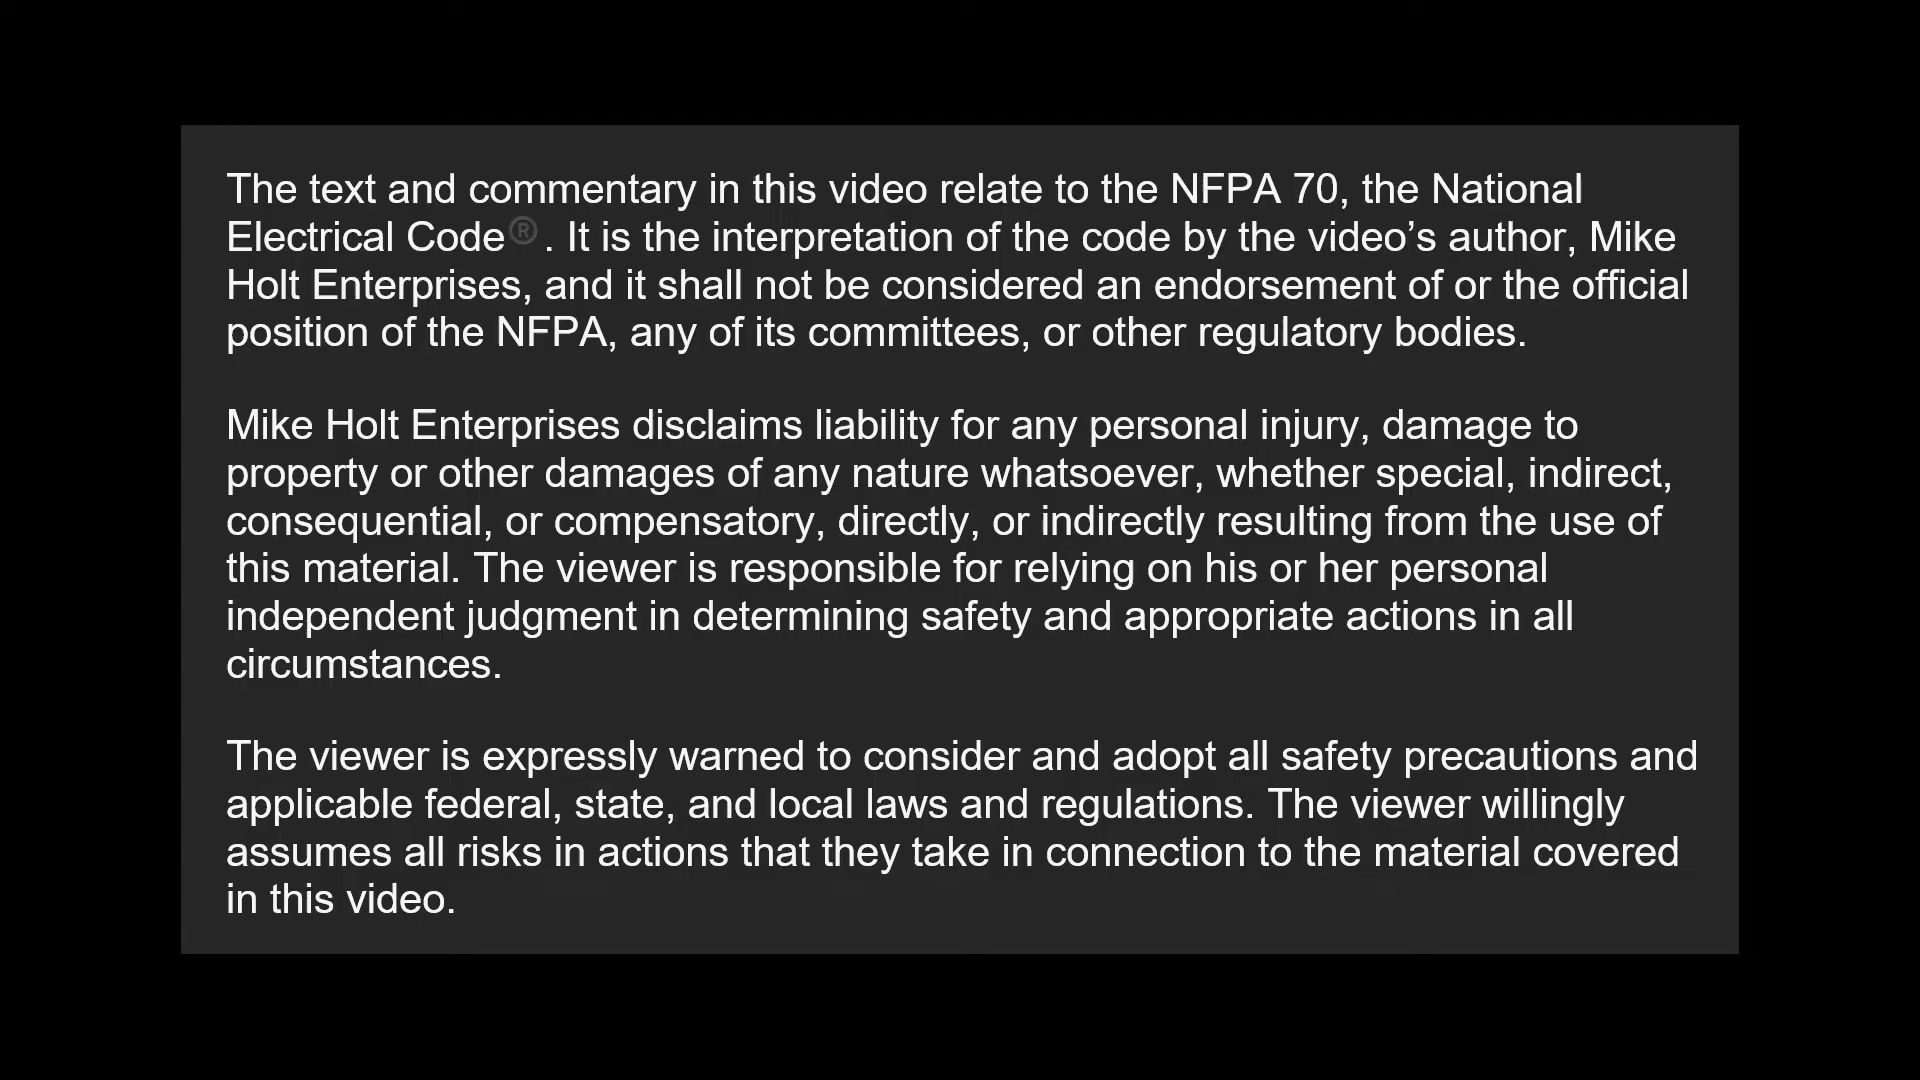 The text and commentary in this video relate to the NFPA 70, the National
Electrical Code® . It is the interpretation of the code by the video’s author, Mike
Holt Enterprises, and it shall not be considered an endorsement of or the official
position of the NFPA, any of its committees, or other regulatory bodies.
Mike Holt Enterprises disclaims liability for any personal injury, damage to
property or other damages of any nature whatsoever, whether special, indirect,
consequential, or compensatory, directly, or indirectly resulting from the use of
this material. The viewer is responsible for relying on his or her personal
independent judgment in determining safety and appropriate actions in all
circumstances.
The viewer is expressly warned to consider and adopt all safety precautions and
applicable federal, state, and local laws and regulations. The viewer willingly
assumes all risks in actions that they take in connection to the material covered
in this video.